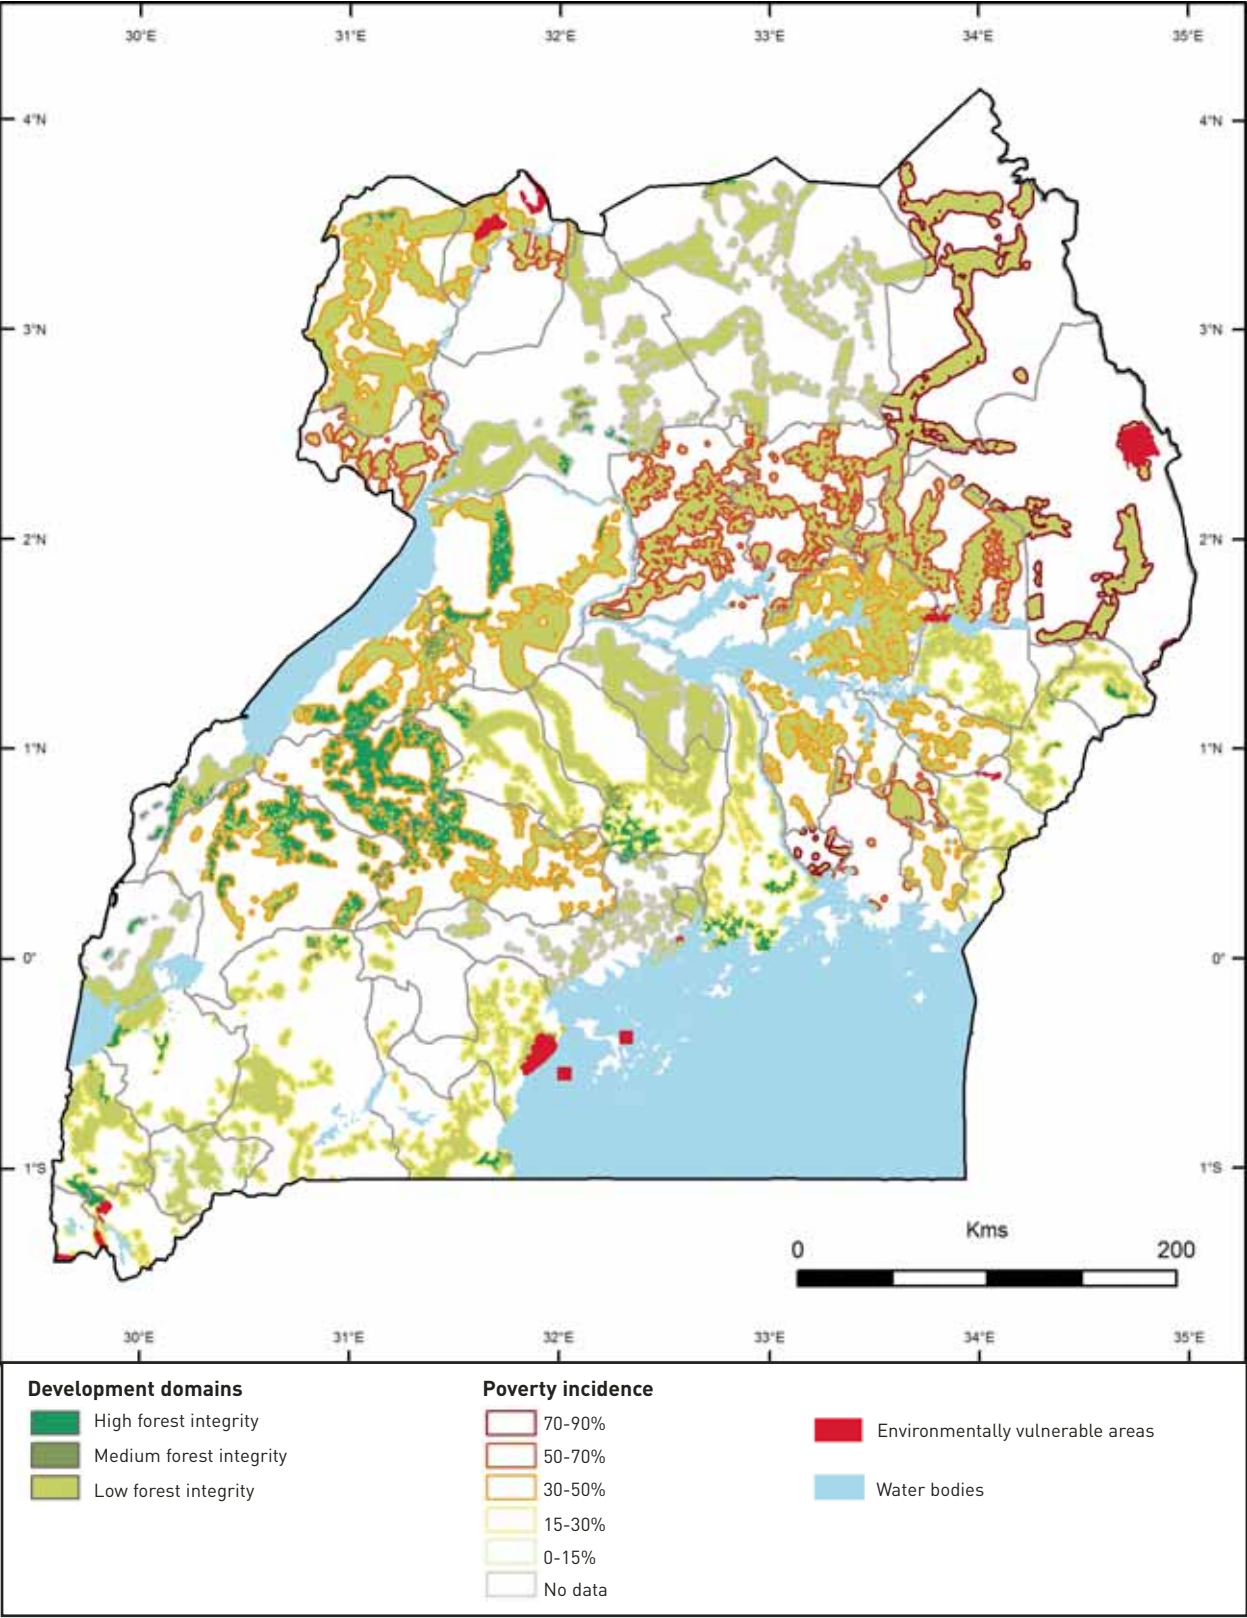 30°E 31°E 32°E 33°E 34°E 35°E
4°N 4°N
3°N 3°N
2°N 2°N
1°N 1°N
0° 0°
1°S 1°S
Kms
0 200
30°E 31°E 32°E 33°E 34°E 35°E
Development domains
High forest integrity
Medium forest integrity
Low forest integrity
Poverty incidence
70-90%
50-70%
30-50%
15-30%
0-15%
No data
Environmentally vulnerable areas
Water bodies